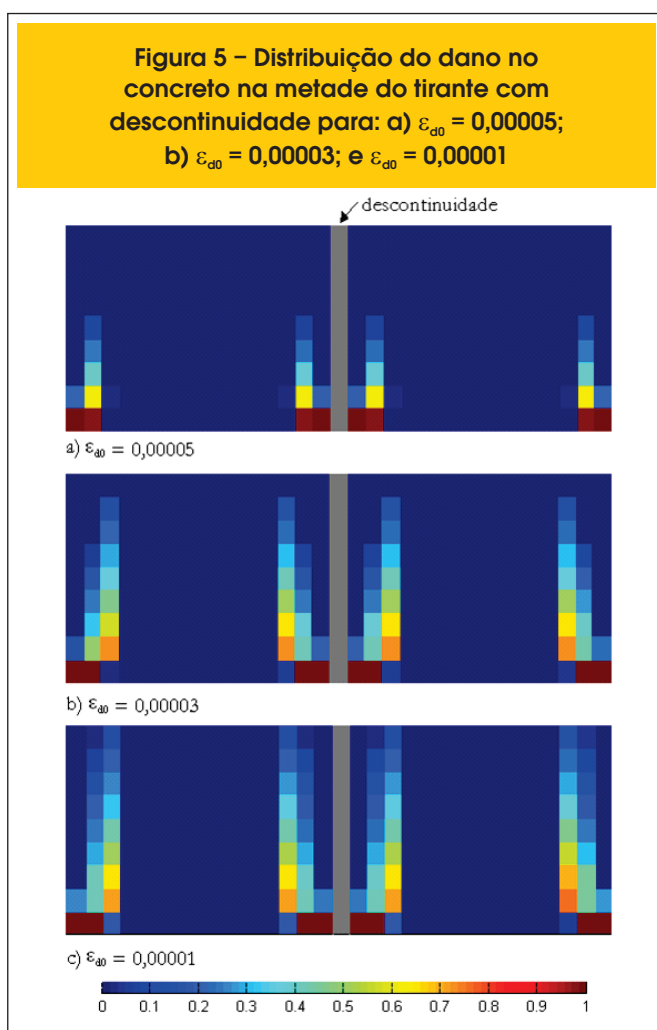 Figura 5 – Distribuição do dano no
concreto na metade do tirante com
descontinuidade para: a) εd0 = 0,00005;
b) εd0 = 0,00003; e εd0 = 0,00001
descontinuidade
a) εd0 = 0,00005
b) εd0 = 0,00003
c) εd0 = 0,00001
0 0.1 0.2 0.3 0.4 0.5 0.6 0.7 0.8 0.9 1